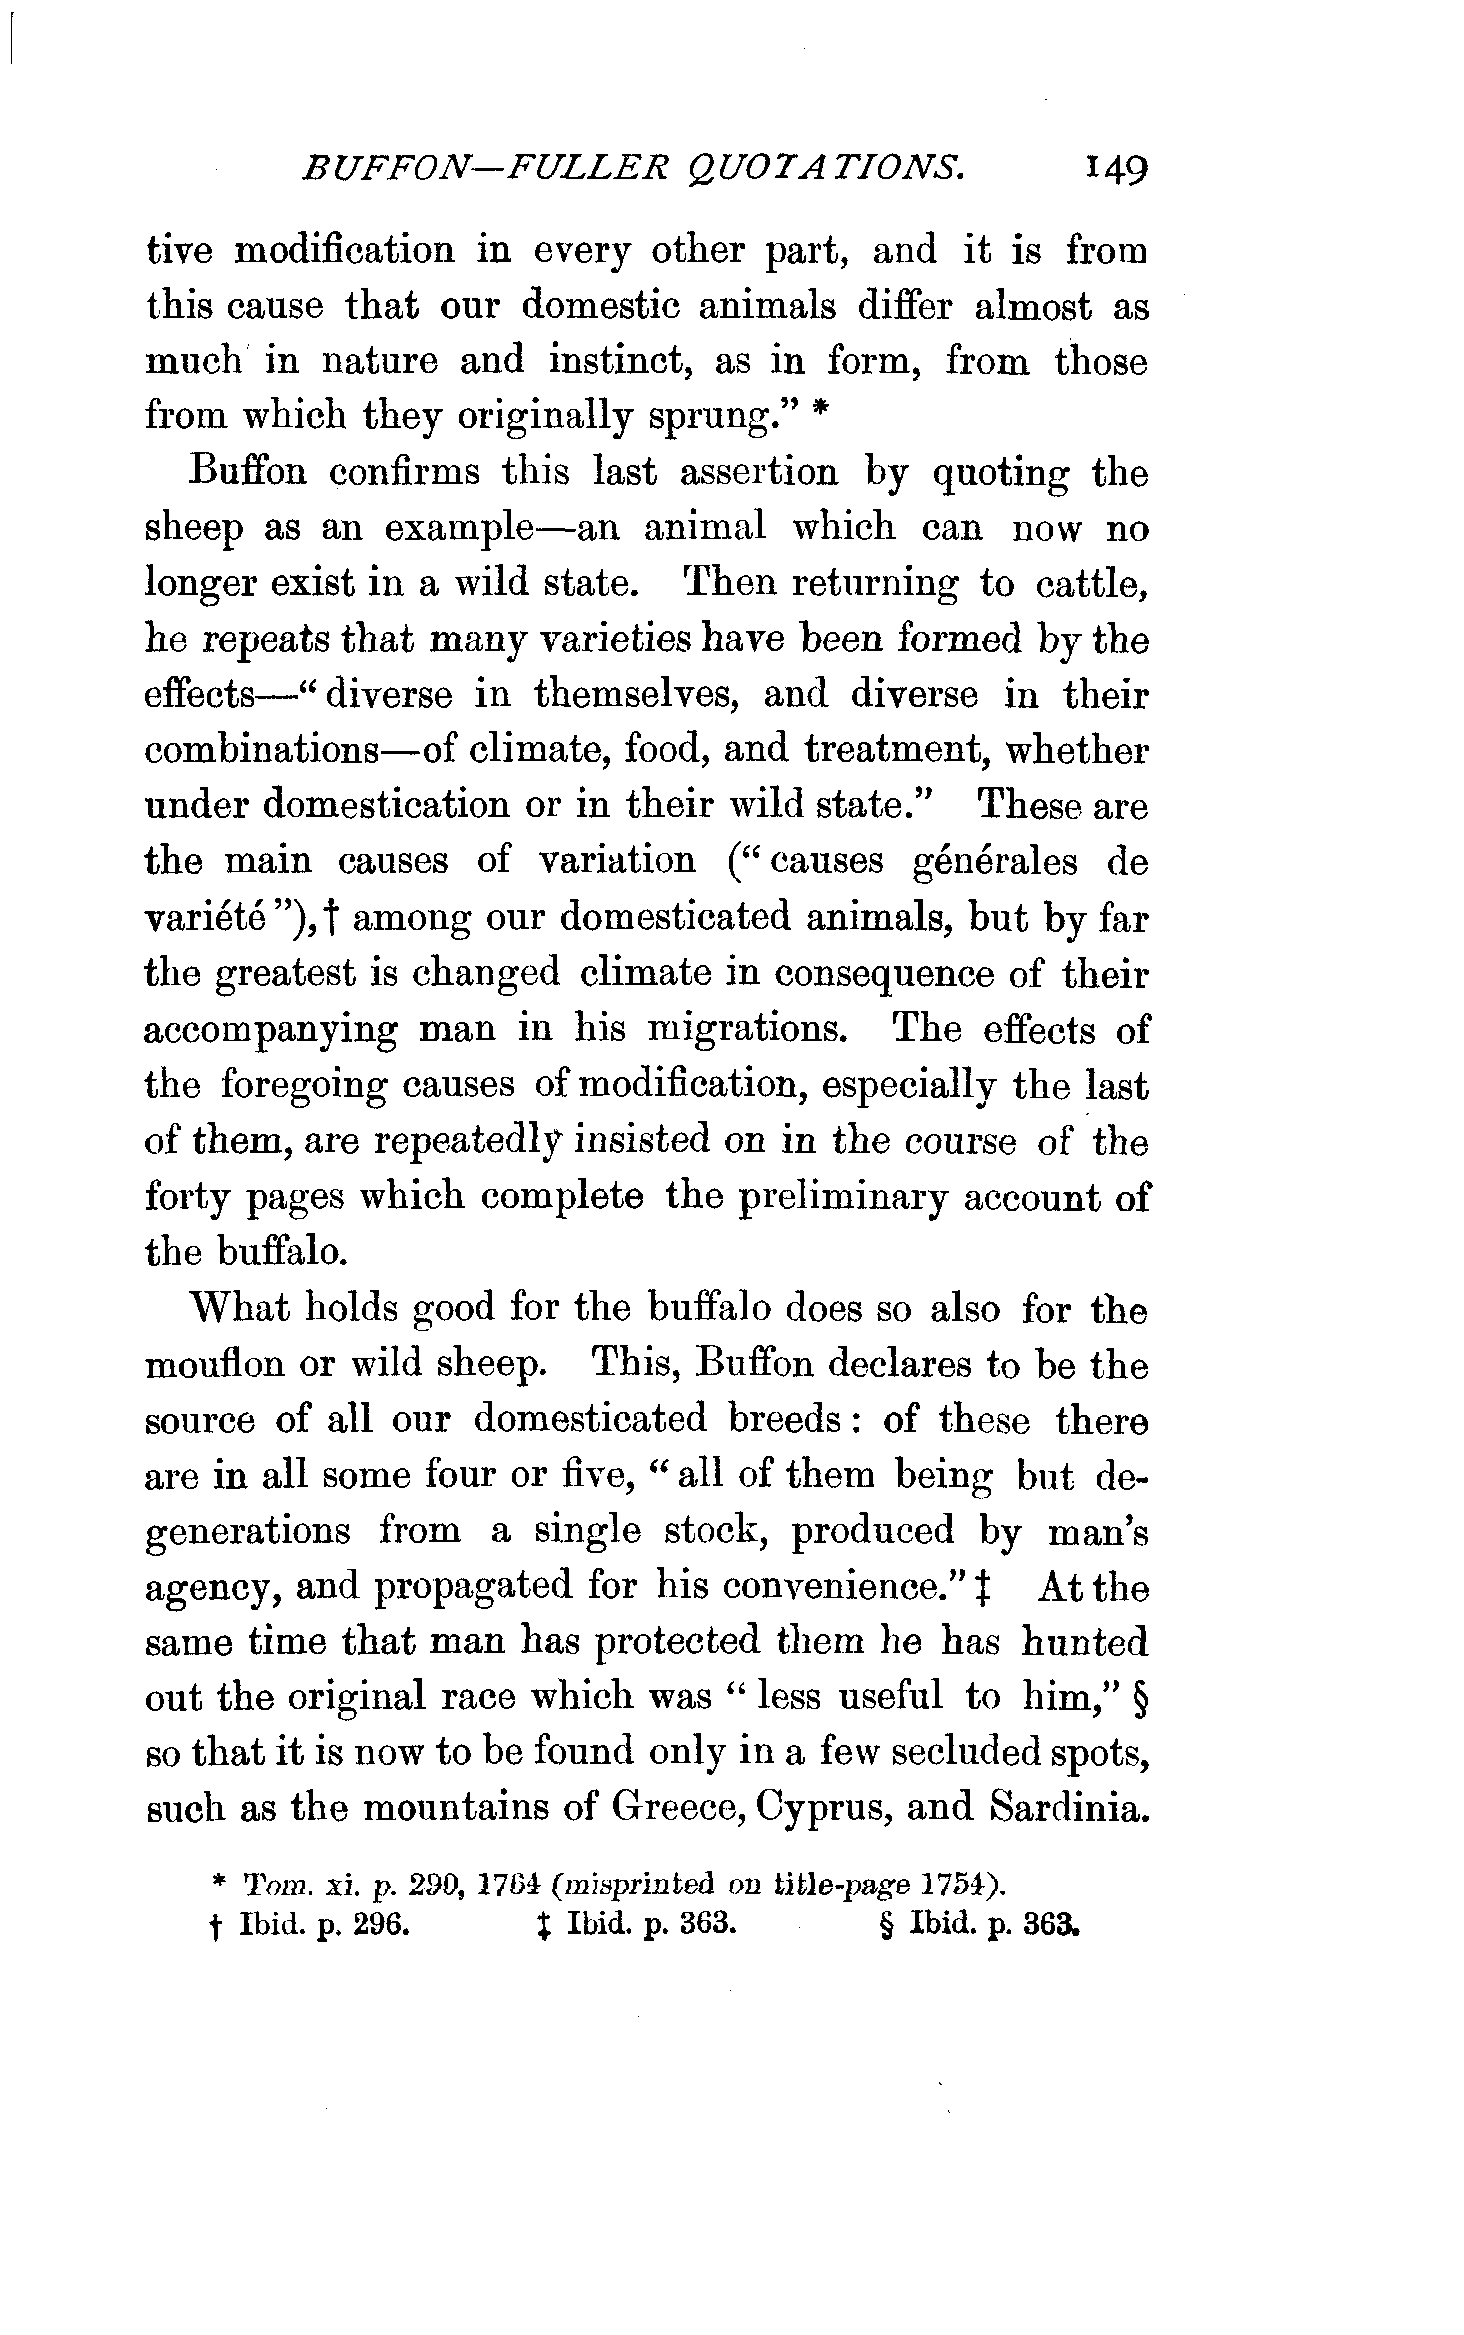 BUFFON—FULLER QUOTATIONS. 149
tive modification in every other part, and it is from
this cause that our domestic animals differ almost as
much in nature and instinct, as in form, from those
from which they originally sprung." *
Buffon confirms this last assertion by quoting the
sheep as an example—an animal which can now no
longer exist in a wild state. Then returning to cattle,
he repeats that many varieties have been formed by the
effects—"diverse in themselves, and diverse in their
combinations—of climate, food, and treatment, whether
under domestication or in their wild state." These are
the main causes of variation ("causes générales de
variété"),† among our domesticated animals, but by far
the greatest is changed climate in consequence of their
accompanying man in his migrations. The effects of
the foregoing causes of modification, especially the last
of them, are repeatedly insisted on in the course of the
forty pages which complete the preliminary account of
the buffalo.
What holds good for the buffalo does so also for the
mouflon or wild sheep. This, Buffon declares to be the
source of all our domesticated breeds: of these there
are in all some four or five, "all of them being but de-
generations from a single stock, produced by man's
agency, and propagated for his convenience." ‡ At the
same time that man has protected them he has hunted
out the original race which was "less useful to him," §
so that it is now to be found only in a few secluded spots,
such as the mountains of Greece, Cyprus, and Sardinia.
* Tom. xi. p. 290, 1764 (misprinted on title-page 1754).
† Ibid. p. 296. ‡ Ibid. p. 363. § Ibid. p. 363.